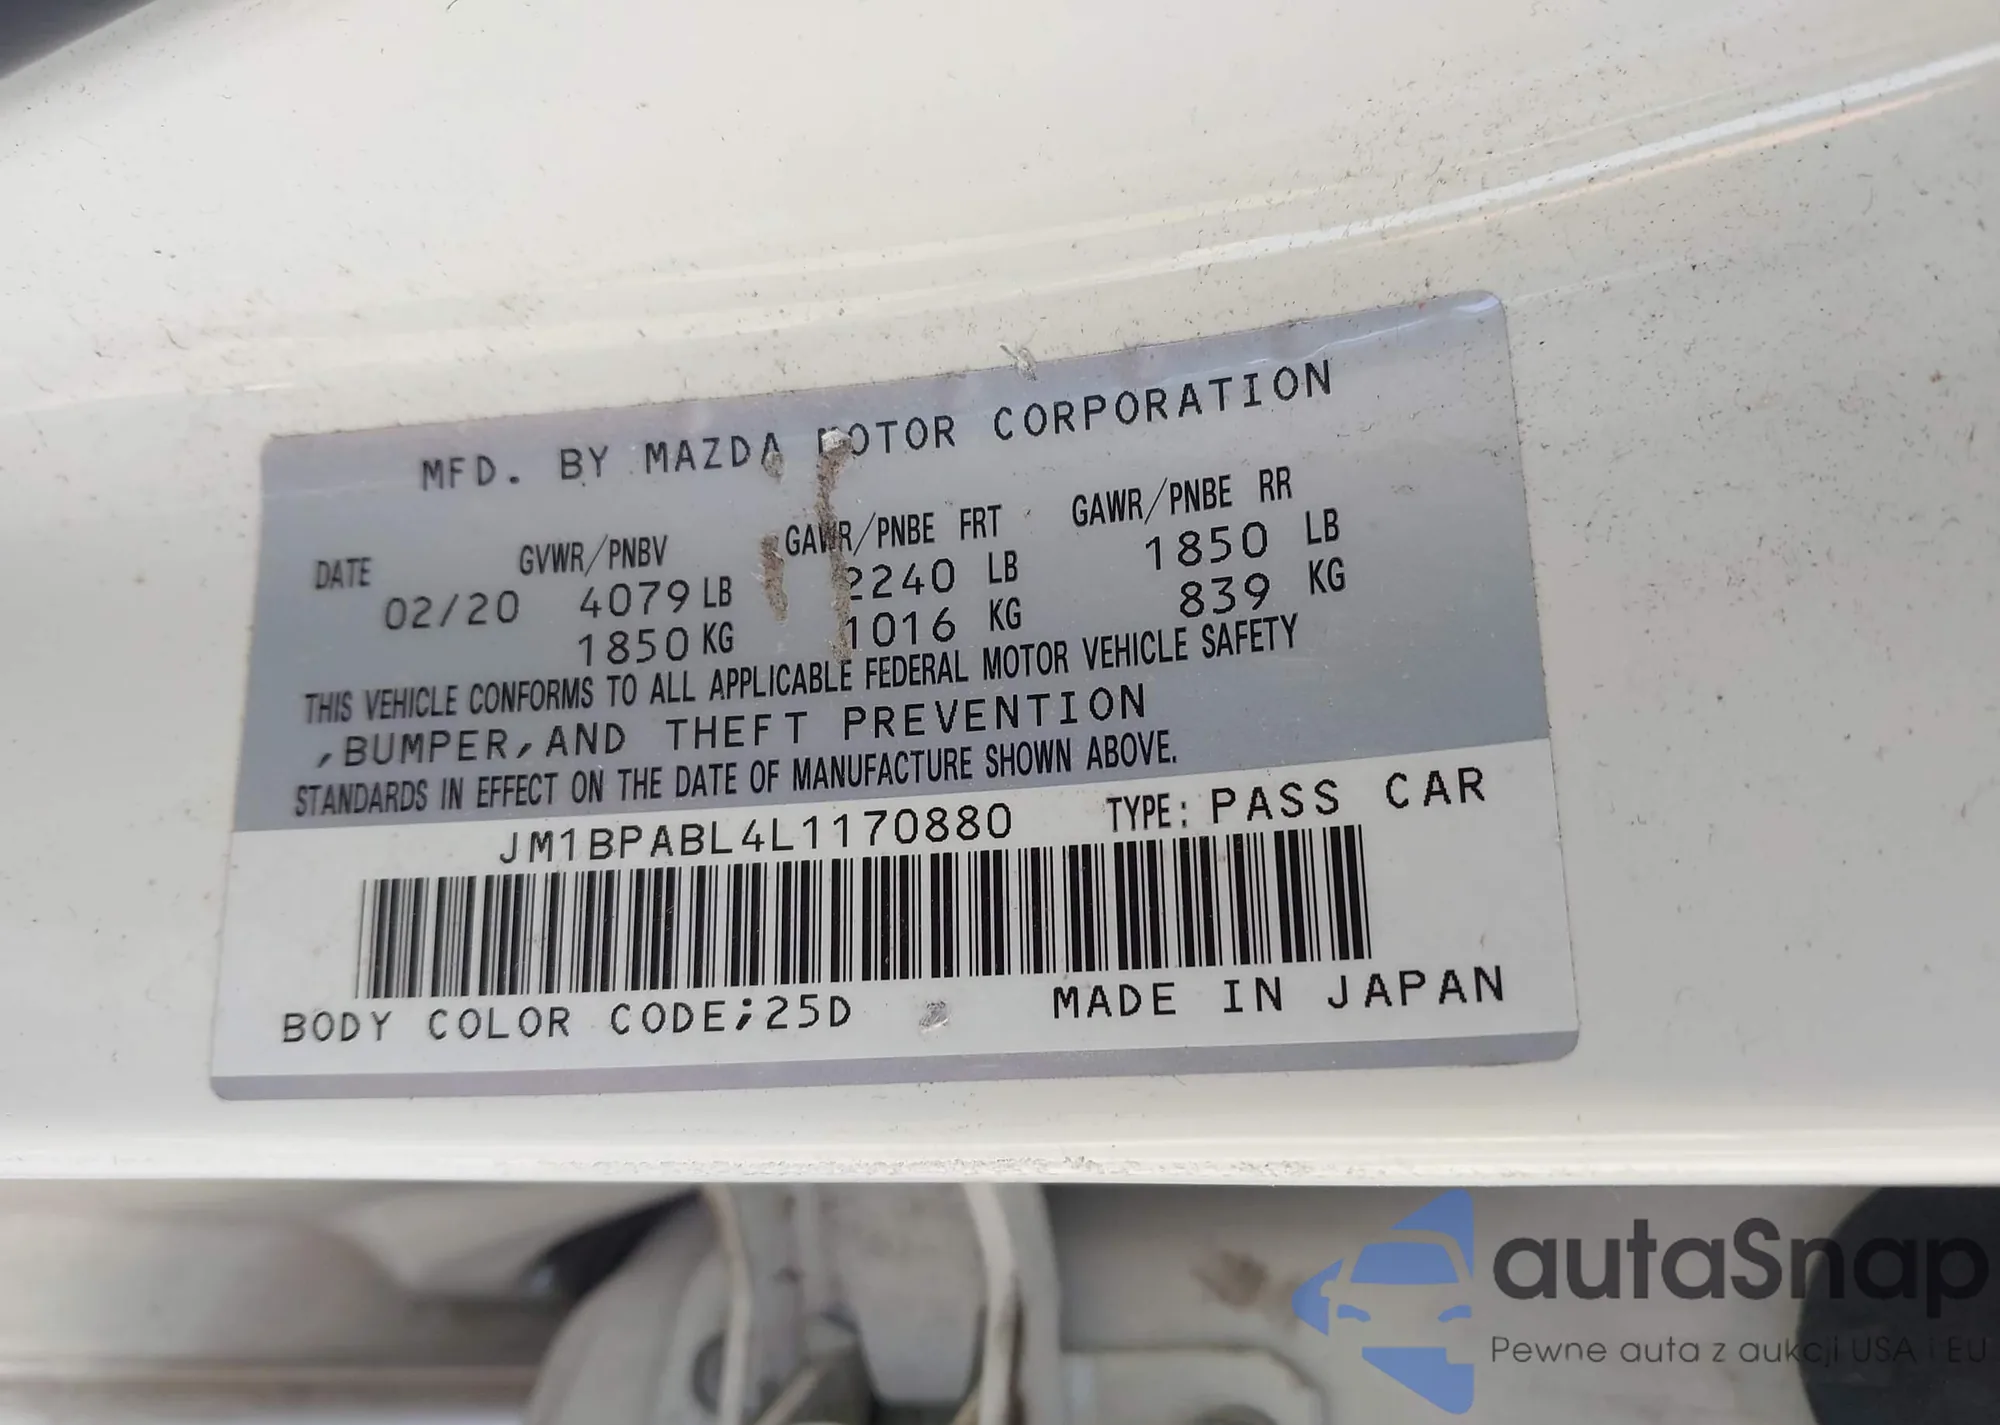 MFD. BY MAZDA MOTOR CORPORATION
DATE GVWR/PNBV GAWR/PNBE FRT GAWR/PNBE RR
02/20 4079 LB 2240 LB 1850 LB
1850 KG 1016 KG 839 KG
THIS VEHICLE CONFORMS TO ALL APPLICABLE FEDERAL MOTOR VEHICLE SAFETY
,BUMPER,AND THEFT PREVENTION
STANDARDS IN EFFECT ON THE DATE OF MANUFACTURE SHOWN ABOVE.
JM1BPABL4L1170880 TYPE: PASS CAR
BODY COLOR CODE;25D MADE IN JAPAN
autaSnap
Pewne auta z aukcji USA i EU